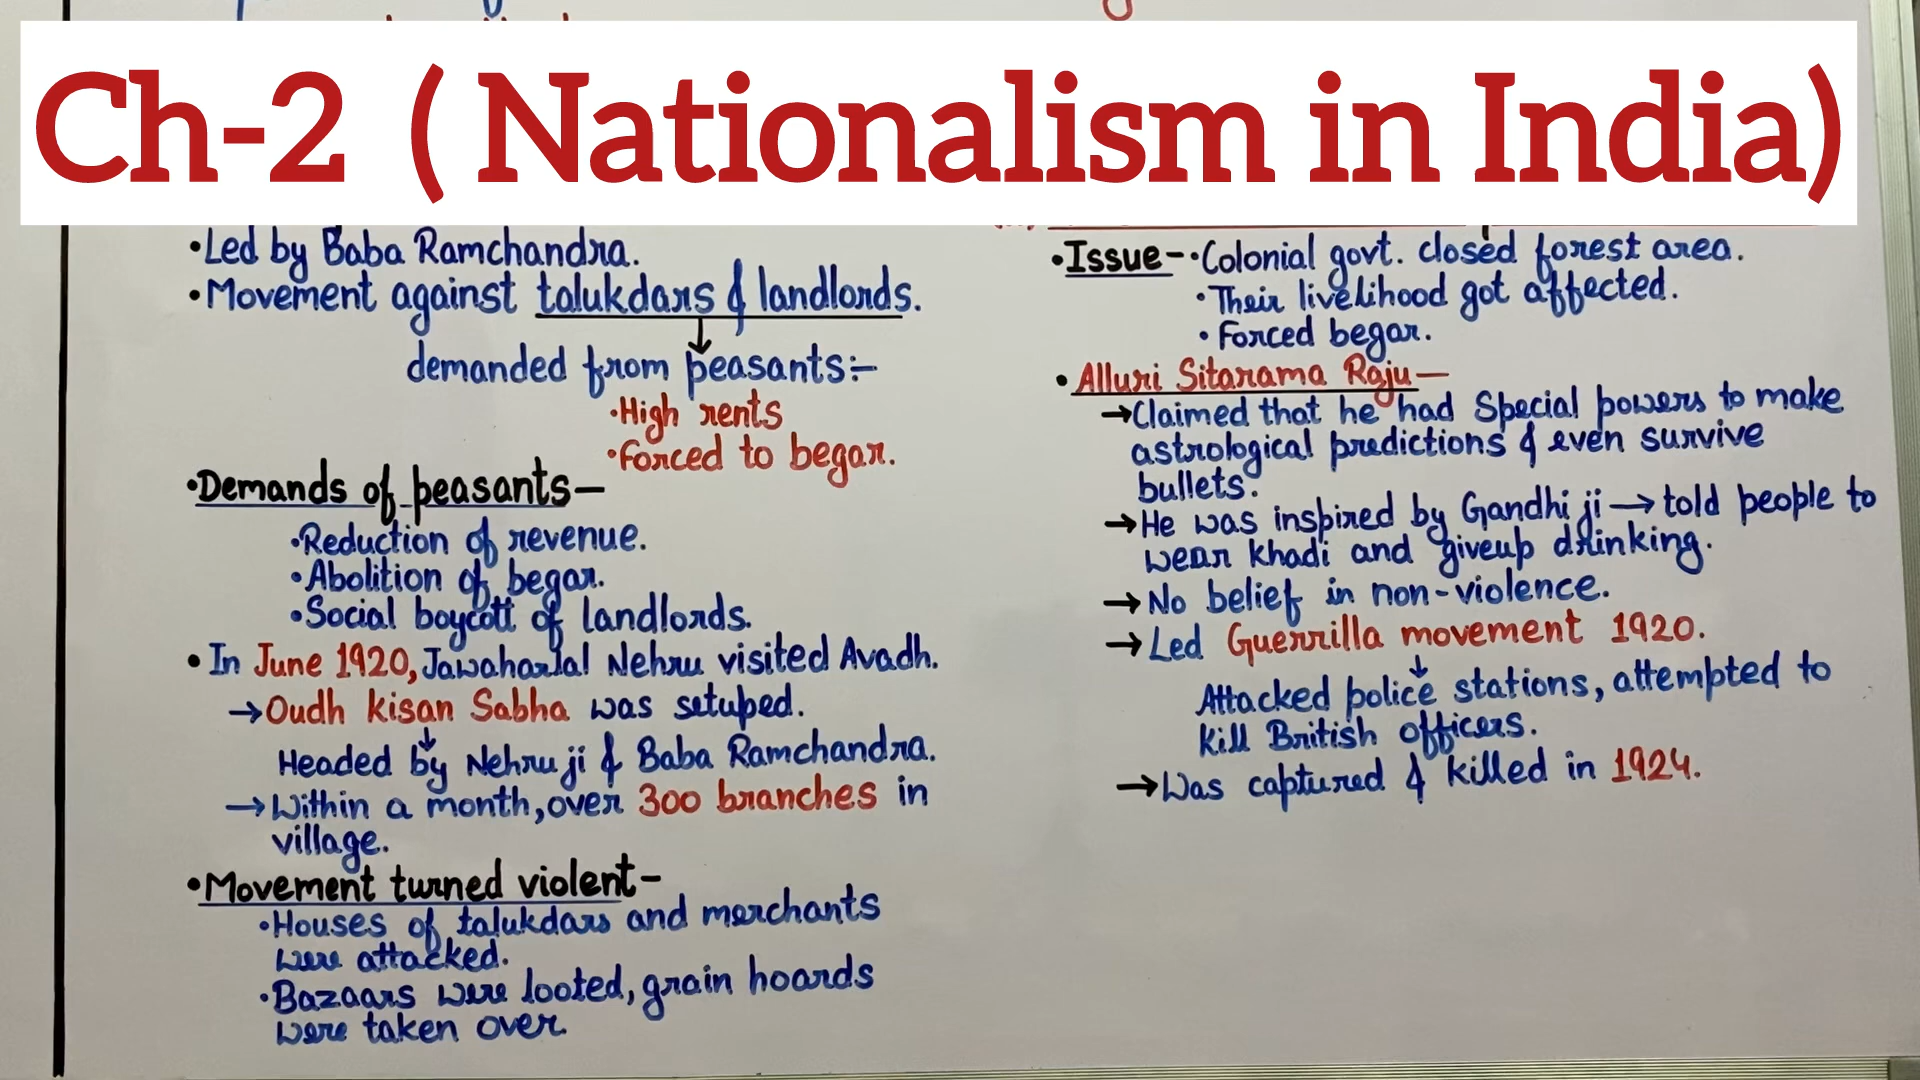 Ch-2 ( Nationalism in India)
•Led by Baba Ramchandra.
•Movement against talukdars & landlords.
demanded from peasants:-
•High rents
•Forced to begar.
•Demands of peasants—
•Reduction of revenue.
•Abolition of begar.
•Social boycott of landlords.
• In June 1920, Jawaharlal Nehru visited Avadh.
→Oudh kisan Sabha was setuped.
Headed by Nehru ji & Baba Ramchandra.
→Within a month, over 300 branches in
village.
•Movement turned violent-
•Houses of talukdars and merchants
were attacked.
•Bazaars were looted, grain hoards
were taken over
•Issue-•Colonial govt. closed forest area.
•Their livelihood got affected.
•Forced begar.
•Alluri Sitarama Raju—
→Claimed that he had Special powers to make
astrological predictions & even survive
bullets.
→He was inspired by Gandhi ji→told people to
wear khadi and giveup drinking.
→No belief in non-violence.
→Led Guerrilla movement 1920.
Attacked police stations, attempted to
kill British officers.
→Was captured & killed in 1924.